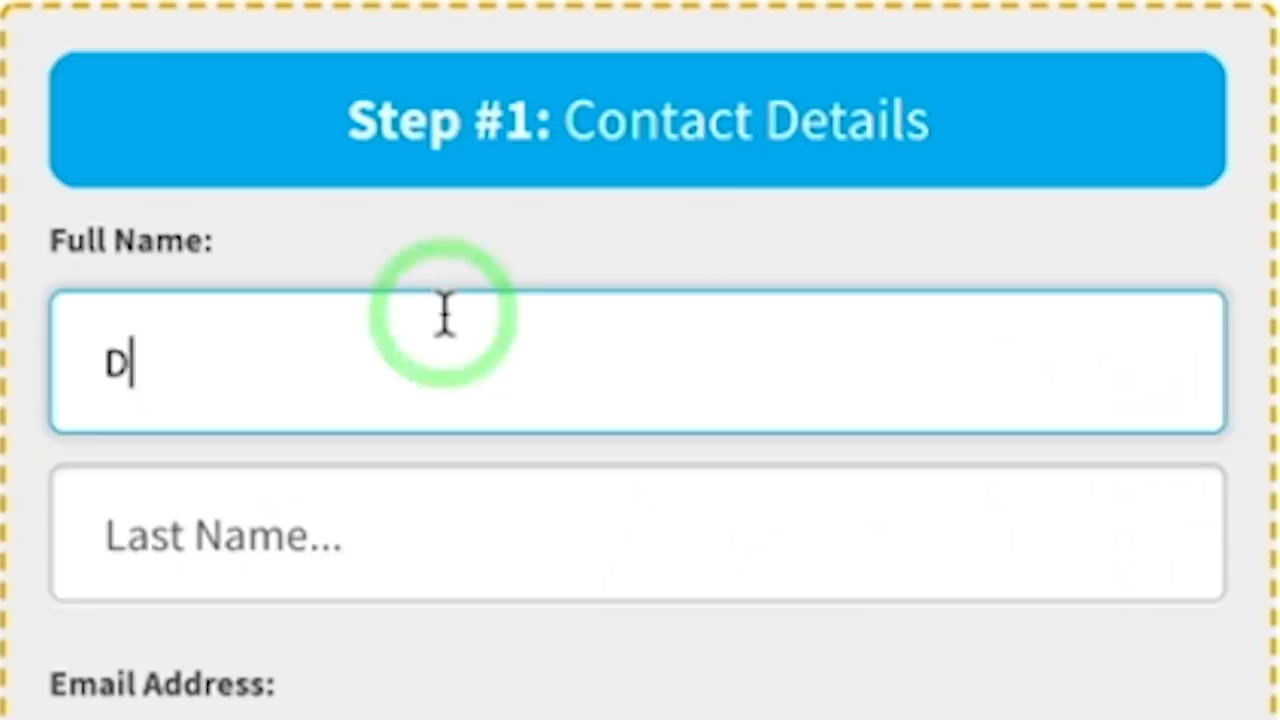 Step #1: Contact Details
Full Name:
D
Last Name...
Email Address: